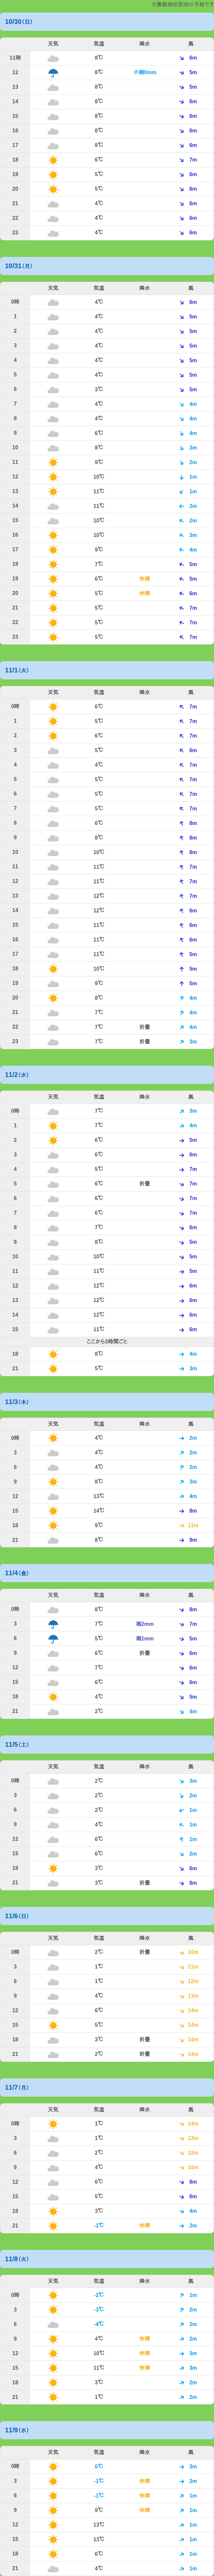 の予報です
10/30(日)
天気 気温 降水 風
11時 8℃ 6m
12 8℃ 小雨0mm 5m
13 8℃ 5m
14 8℃ 6m
15 8℃ 6m
16 8℃ 6m
17 8℃ 6m
18 6℃ 7m
19 5℃ 6m
20 5℃ 6m
21 4℃ 6m
22 4℃ 6m
23 4℃ 6m
10/31(月)
天気 気温 降水 風
0時 4℃ 6m
1 4℃ 5m
2 4℃ 5m
3 4℃ 5m
4 4℃ 5m
5 4℃ 6m
6 3℃ 5m
7 4℃ 4m
8 4℃ 4m
9 6℃ 4m
10 8℃ 3m
11 9℃ 2m
12 10℃ 1m
13 11℃ 1m
14 11℃ 2m
15 10℃ 2m
16 10℃ 3m
17 9℃ 4m
18 7℃ 5m
19 6℃ 快晴 5m
20 5℃ 快晴 6m
21 5℃ 7m
22 5℃ 7m
23 5℃ 7m
11/1(火)
天気 気温 降水 風
0時 6℃ 7m
1 5℃ 7m
2 6℃ 7m
3 5℃ 6m
4 4℃ 7m
5 5℃ 7m
6 5℃ 7m
7 5℃ 7m
8 6℃ 8m
9 8℃ 8m
10 10℃ 8m
11 11℃ 7m
12 11℃ 7m
13 12℃ 7m
14 12℃ 6m
15 11℃ 6m
16 11℃ 6m
17 11℃ 5m
18 10℃ 5m
19 9℃ 5m
20 8℃ 4m
21 7℃ 4m
22 7℃ 折畳 4m
23 7℃ 折畳 3m
11/2(水)
天気 気温 降水 風
0時 7℃ 3m
1 7℃ 4m
2 6℃ 5m
3 6℃ 6m
4 5℃ 7m
5 6℃ 折畳 7m
6 6℃ 7m
7 6℃ 7m
8 7℃ 6m
9 8℃ 5m
10 10℃ 5m
11 11℃ 5m
12 12℃ 6m
13 12℃ 6m
14 12℃ 6m
15 11℃ 6m
ここから3時間ごと
18 8℃ 4m
21 5℃ 3m
11/3(木)
天気 気温 降水 風
0時 4℃ 2m
3 4℃ 2m
6 4℃ 2m
9 8℃ 3m
12 13℃ 4m
15 14℃ 8m
18 9℃ 11m
21 8℃ 9m
11/4(金)
天気 気温 降水 風
0時 8℃ 8m
3 7℃ 雨2mm 7m
6 5℃ 雨1mm 5m
9 6℃ 折畳 6m
12 7℃ 6m
15 6℃ 6m
18 4℃ 5m
21 2℃ 4m
11/5(土)
天気 気温 降水 風
0時 2℃ 3m
3 2℃ 2m
6 2℃ 1m
9 4℃ 1m
12 6℃ 1m
15 6℃ 2m
18 3℃ 6m
21 3℃ 折畳 8m
11/6(日)
天気 気温 降水 風
0時 2℃ 折畳 10m
3 1℃ 11m
6 1℃ 12m
9 4℃ 13m
12 6℃ 14m
15 5℃ 14m
18 3℃ 折畳 14m
21 2℃ 折畳 14m
11/7(月)
天気 気温 降水 風
0時 1℃ 14m
3 1℃ 13m
6 2℃ 12m
9 4℃ 10m
12 6℃ 8m
15 5℃ 6m
18 3℃ 4m
21 -1℃ 快晴 2m
11/8(火)
天気 気温 降水 風
0時 -2℃ 1m
3 -3℃ 2m
6 -4℃ 2m
9 4℃ 快晴 2m
12 10℃ 快晴 3m
15 11℃ 快晴 3m
18 3℃ 2m
21 1℃ 2m
11/9(水)
天気 気温 降水 風
0時 0℃ 3m
3 -1℃ 快晴 2m
6 -1℃ 快晴 1m
9 9℃ 快晴 1m
12 13℃ 1m
15 13℃ 1m
18 6℃ 1m
21 4℃ 1m